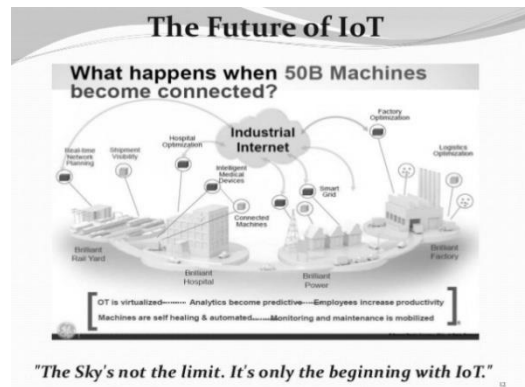 The Future of IoT
What happens when 50B Machines
become connected?
Industrial
Internet
Factory
Optimization
Hospital
Optimization
Real-time
Network
Planning
Shipment
Visibility
Logistics
Optimization
Intelligent
Medical
Devices
Smart
Grid
Connected
Machines
Brilliant
Rail Yard
Brilliant
Hospital
Brilliant
Power
Brilliant
Factory
OT is virtualized.......... Analytics become predictive.....Employees increase productivity
Machines are self healing & automated........Monitoring and maintenance is mobilized
"The Sky's not the limit. It's only the beginning with IoT."